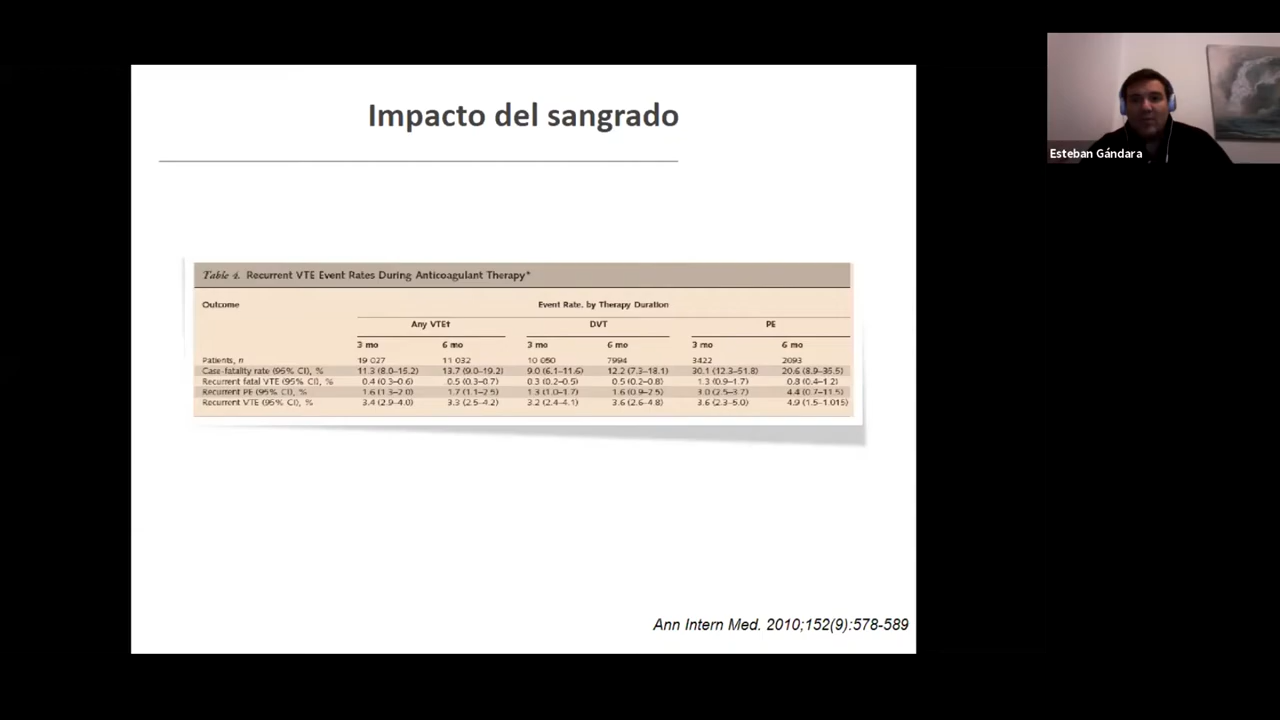 Impacto del sangrado
Esteban Gándara
Table 4. Recurrent VTE Event Rates During Anticoagulant Therapy*
Outcome Event Rate, by Therapy Duration
Any VTE† DVT PE
3 mo 6 mo 3 mo 6 mo 3 mo 6 mo
Patients, n 19 027 11 032 10 050 7994 3422 2093
Case-fatality rate (95% CI), % 11.3 (8.0–15.2) 13.7 (9.0–19.2) 9.0 (6.1–11.6) 12.2 (7.3–18.1) 30.1 (12.3–51.8) 20.6 (8.9–35.5)
Recurrent fatal VTE (95% CI), % 0.4 (0.3–0.6) 0.5 (0.3–0.7) 0.3 (0.2–0.5) 0.5 (0.2–0.8) 1.3 (0.9–1.7) 0.8 (0.4–1.2)
Recurrent PE (95% CI), % 1.6 (1.3–2.0) 1.7 (1.1–2.5) 1.3 (1.0–1.7) 1.6 (0.9–2.5) 3.0 (2.5–3.7) 4.4 (0.7–11.5)
Recurrent VTE (95% CI), % 3.4 (2.9–4.0) 3.3 (2.5–4.2) 3.2 (2.4–4.1) 3.6 (2.6–4.8) 3.6 (2.3–5.0) 4.9 (1.5–1.015)
Ann Intern Med. 2010;152(9):578-589